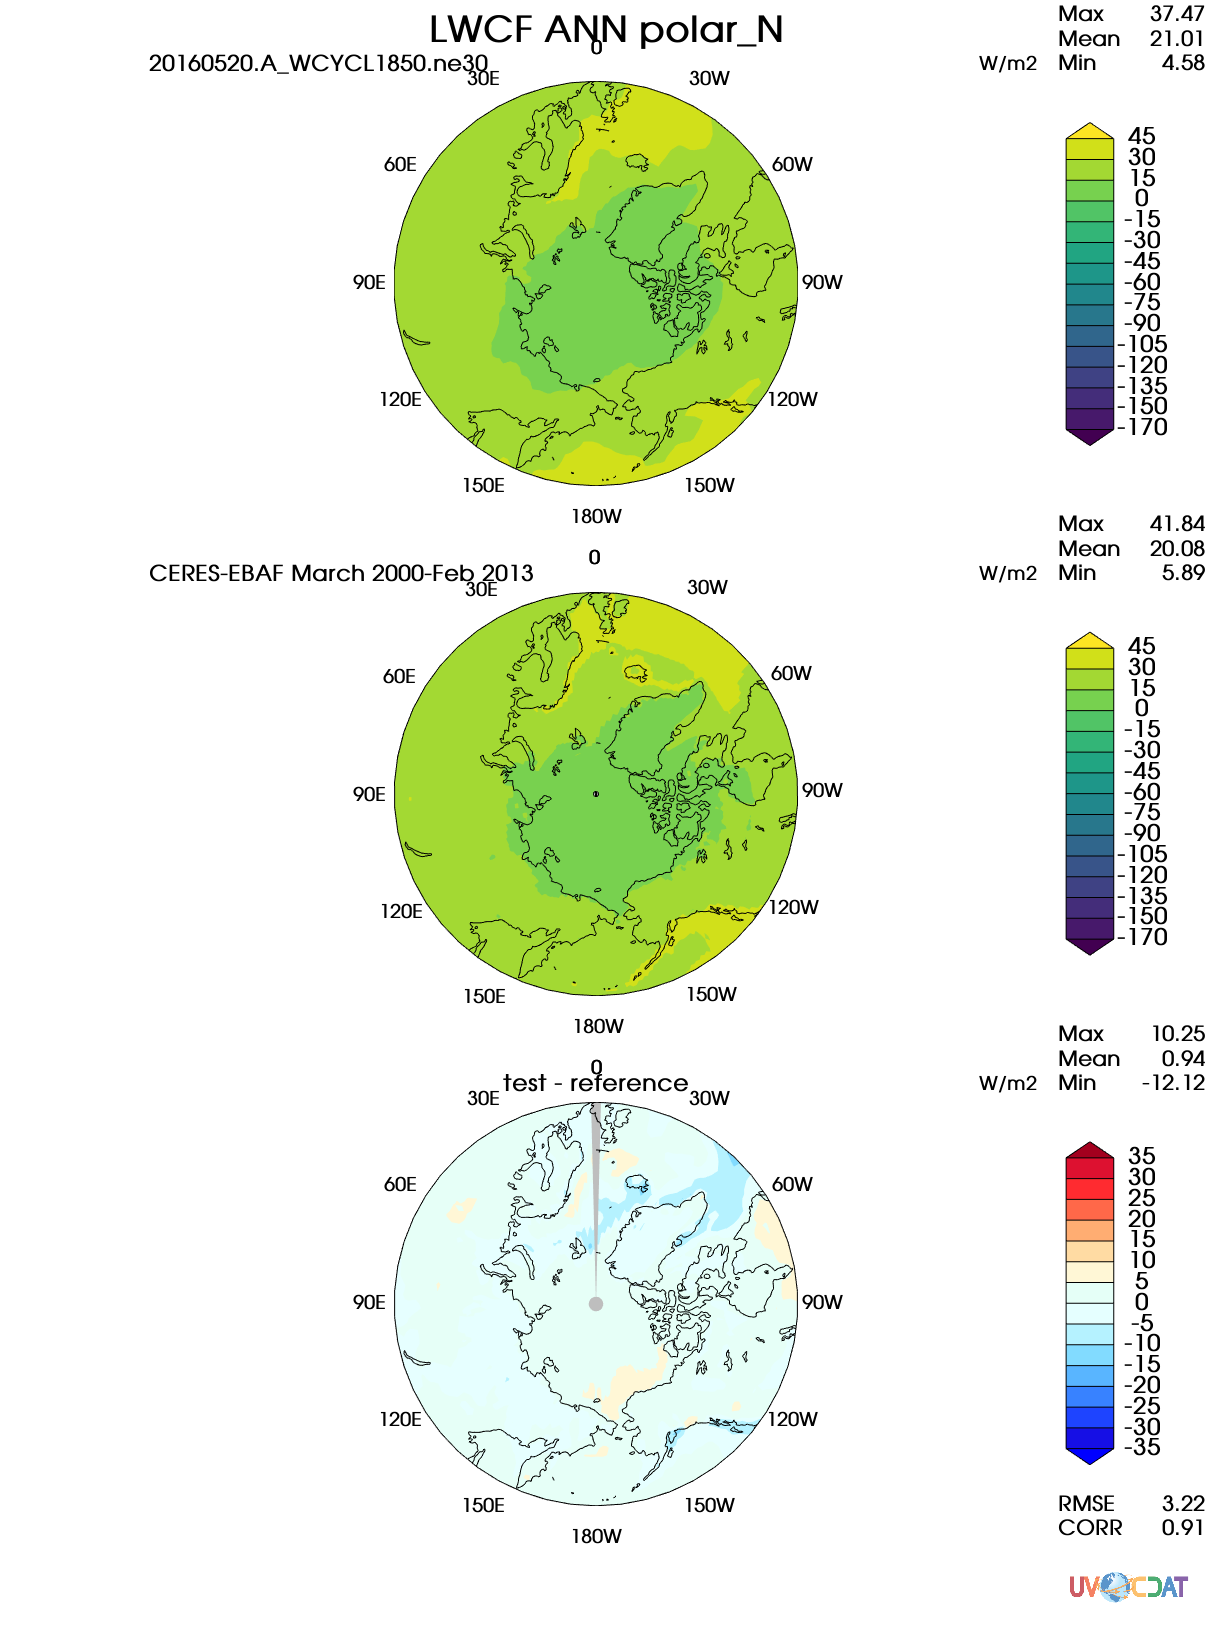 LWCF ANN polar_N
Max 37.47
Mean 21.01
20160520.A_WCYCL1850.ne30
W/m2 Min 4.58
0
30E 30W
60E 60W
90E 90W
120E 120W
150E 150W
180W
45
30
15
0
-15
-30
-45
-60
-75
-90
-105
-120
-135
-150
-170
Max 41.84
Mean 20.08
CERES-EBAF March 2000-Feb 2013
W/m2 Min 5.89
0
30E 30W
60E 60W
90E 90W
120E 120W
150E 150W
180W
45
30
15
0
-15
-30
-45
-60
-75
-90
-105
-120
-135
-150
-170
Max 10.25
Mean 0.94
test - reference
W/m2 Min -12.12
0
30E 30W
60E 60W
90E 90W
120E 120W
150E 150W
180W
35
30
25
20
15
10
5
0
-5
-10
-15
-20
-25
-30
-35
RMSE 3.22
CORR 0.91
UV CDAT